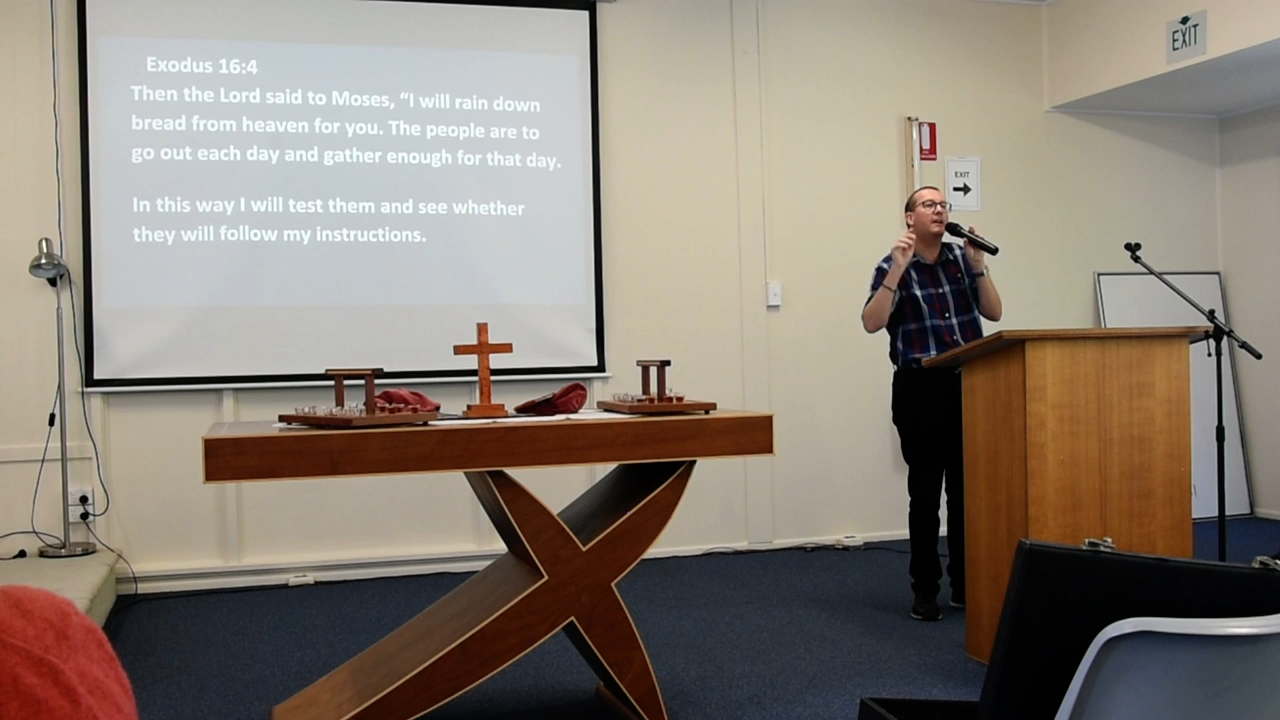 Exodus 16:4
Then the Lord said to Moses, “I will rain down
bread from heaven for you. The people are to
go out each day and gather enough for that day.
In this way I will test them and see whether
they will follow my instructions.
EXIT
EXIT